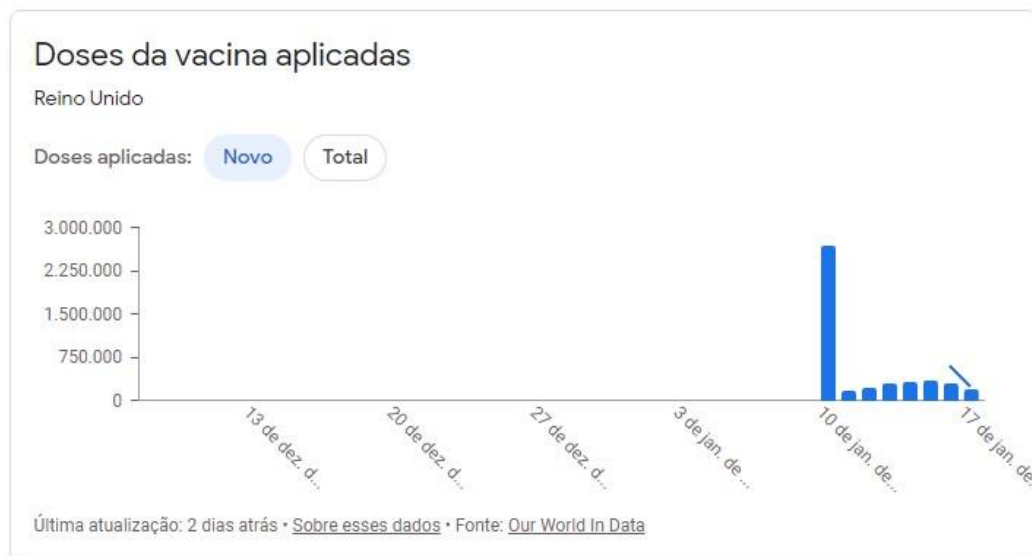 Doses da vacina aplicadas
Reino Unido
Doses aplicadas: Novo Total
3.000.000
2.250.000
1.500.000
750.000
0
13 de dez. d...
20 de dez. d...
27 de dez. d...
3 de jan. de ...
10 de jan. de...
17 de jan. de
Última atualização: 2 dias atrás • Sobre esses dados • Fonte: Our World In Data